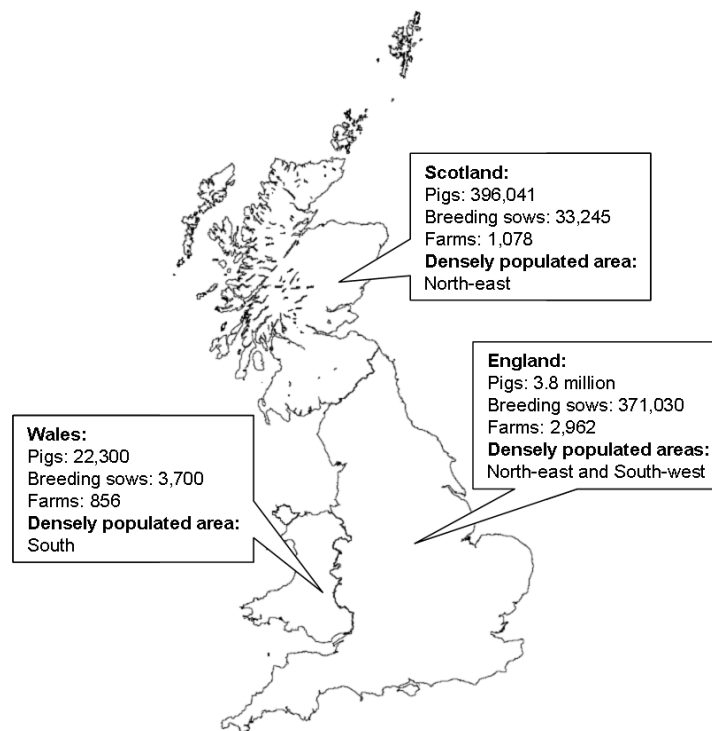 Scotland:
Pigs: 396,041
Breeding sows: 33,245
Farms: 1,078
Densely populated area:
North-east
England:
Pigs: 3.8 million
Breeding sows: 371,030
Farms: 2,962
Densely populated areas:
North-east and South-west
Wales:
Pigs: 22,300
Breeding sows: 3,700
Farms: 856
Densely populated area:
South